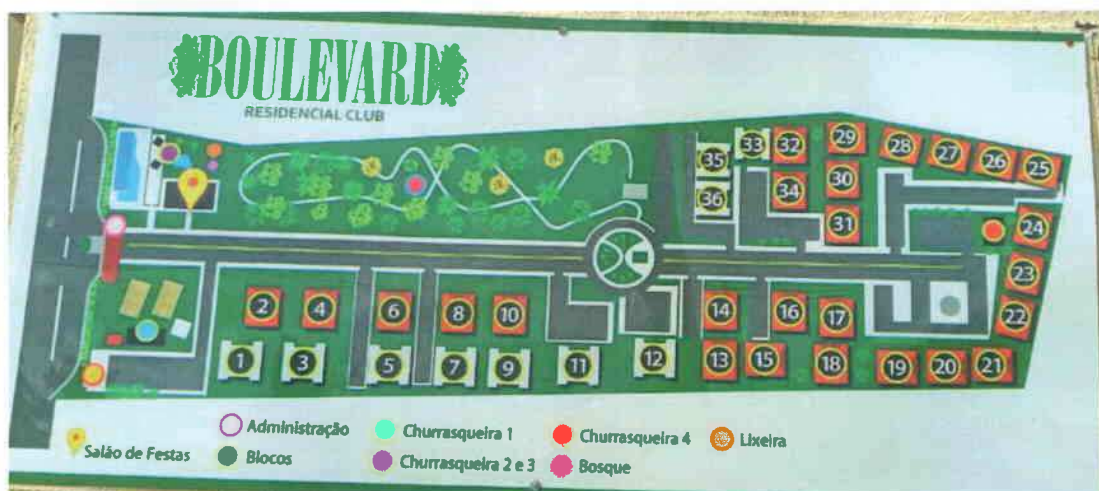 BOULEVARD
RESIDENCIAL CLUB
35 33 32 29 28 27 26 25
36 34 30
31 24
23
2 4 6 8 10 14 16 17 22
1 3 5 7 9 11 12 13 15 18 19 20 21
Administração Churrasqueira 1 Churrasqueira 4 Lixeira
Salão de Festas Blocos Churrasqueira 2 e 3 Bosque